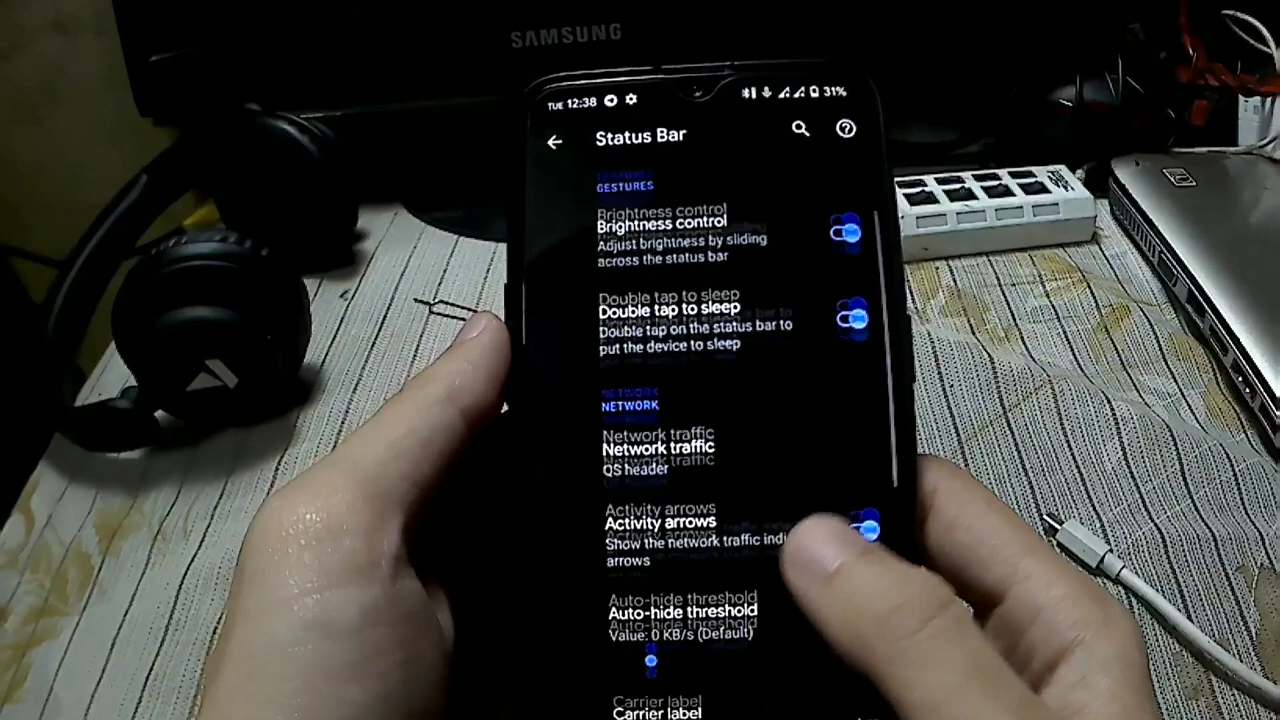 SAMSUNG
TUE 12:38 31%
Status Bar
GESTURES
Brightness control
Adjust brightness by sliding
across the status bar
Double tap to sleep
Double tap on the status bar to
put the device to sleep
NETWORK
Network traffic
QS header
Activity arrows
Show the network traffic indi
arrows
Auto-hide threshold
Value: 0 KB/s (Default)
Carrier label